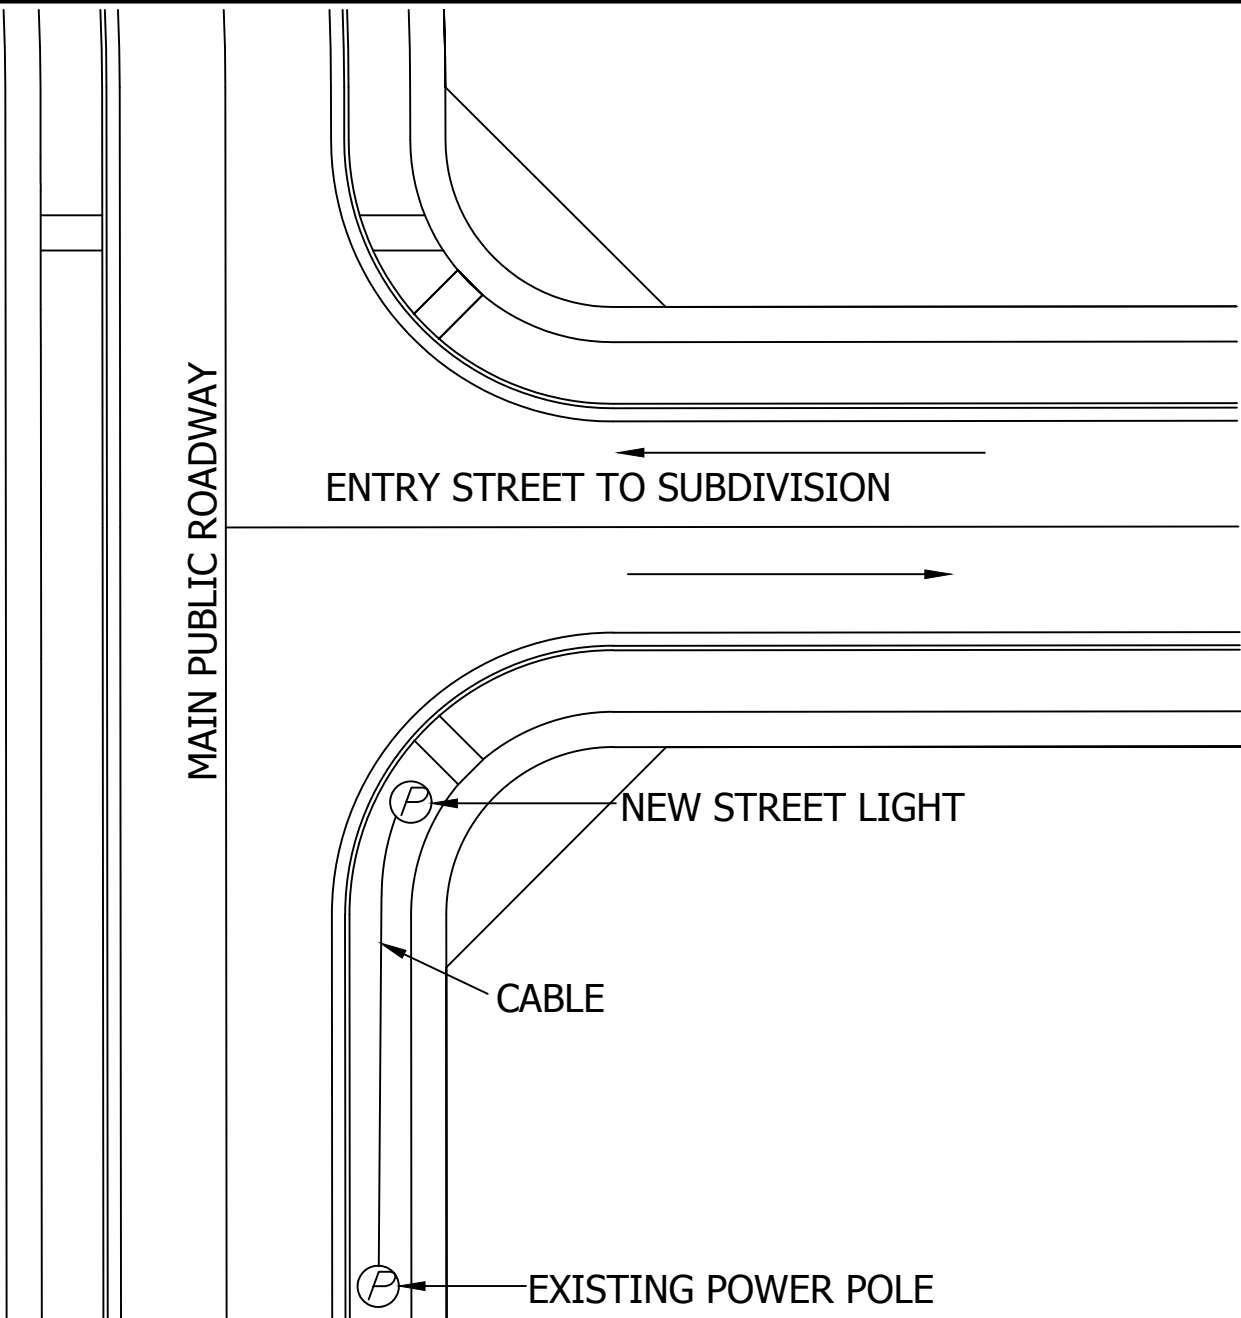 MAIN PUBLIC ROADWAY
ENTRY STREET TO SUBDIVISION
P
NEW STREET LIGHT
CABLE
P
EXISTING POWER POLE